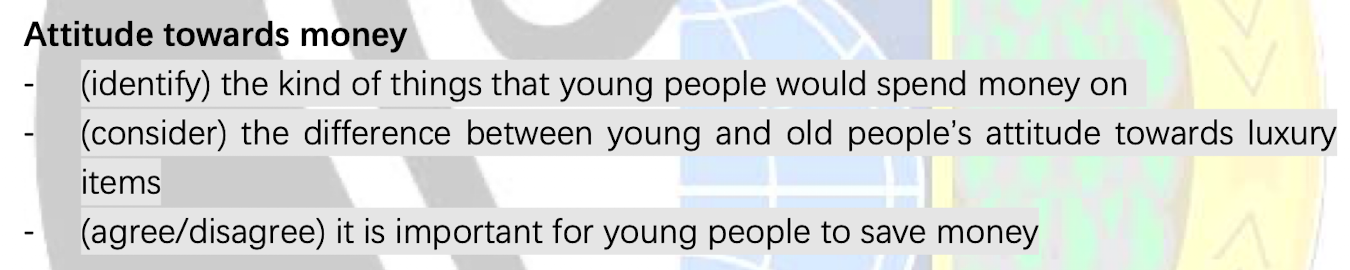 Attitude towards money
- (identify) the kind of things that young people would spend money on
- (consider) the difference between young and old people’s attitude towards luxury
items
- (agree/disagree) it is important for young people to save money